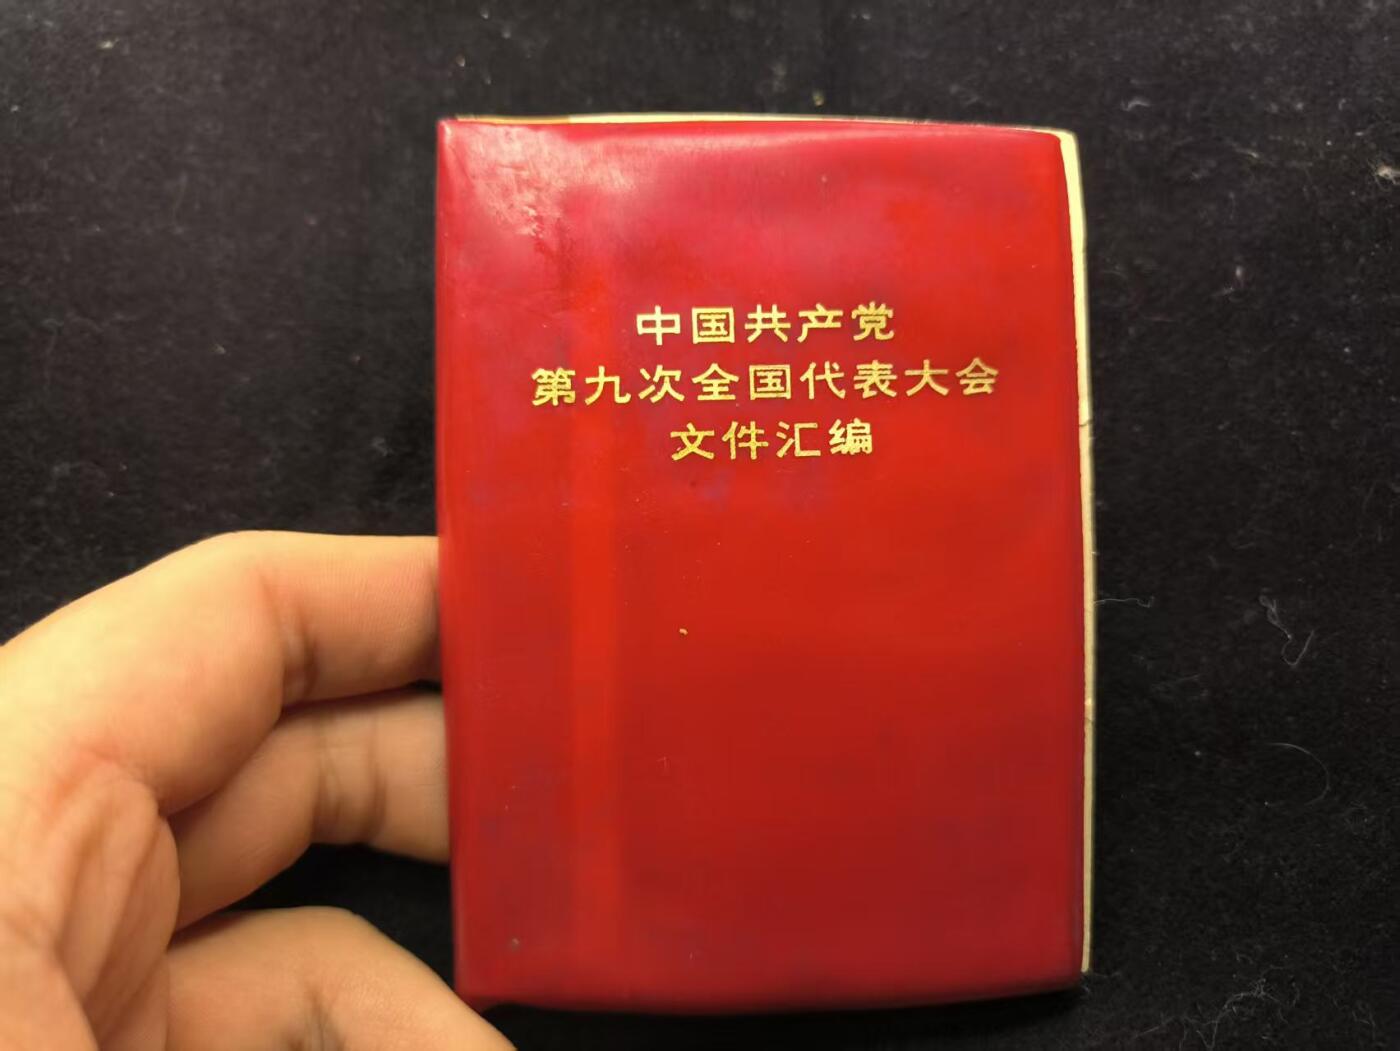 中国共产党
第九次全国代表大会
文件汇编